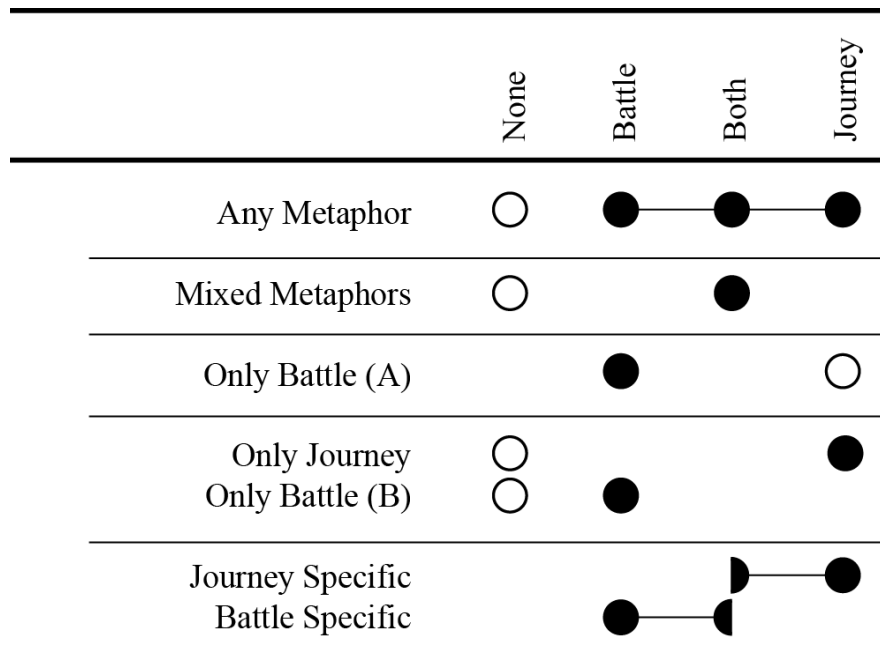 None
Battle
Both
Journey
Any Metaphor
Mixed Metaphors
Only Battle (A)
Only Journey
Only Battle (B)
Journey Specific
Battle Specific